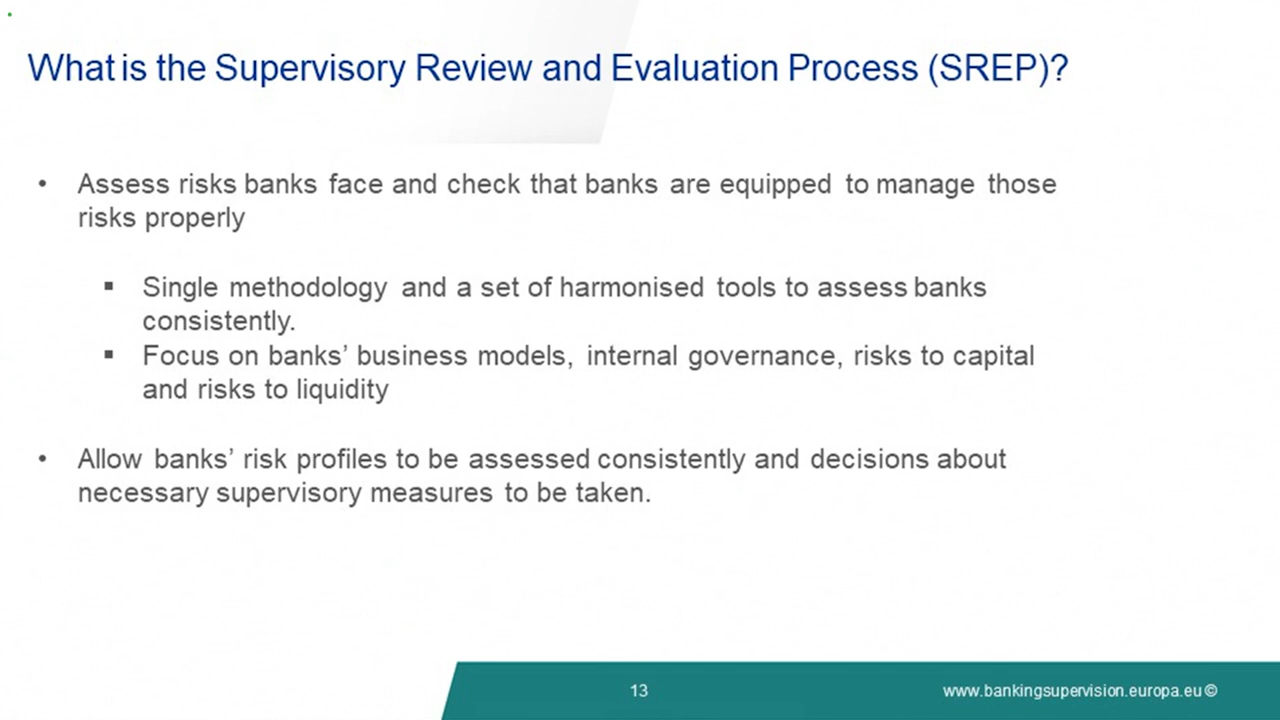 What is the Supervisory Review and Evaluation Process (SREP)?
• Assess risks banks face and check that banks are equipped to manage those
risks properly
▪ Single methodology and a set of harmonised tools to assess banks
consistently.
▪ Focus on banks’ business models, internal governance, risks to capital
and risks to liquidity
• Allow banks’ risk profiles to be assessed consistently and decisions about
necessary supervisory measures to be taken.
13
www.bankingsupervision.europa.eu ©